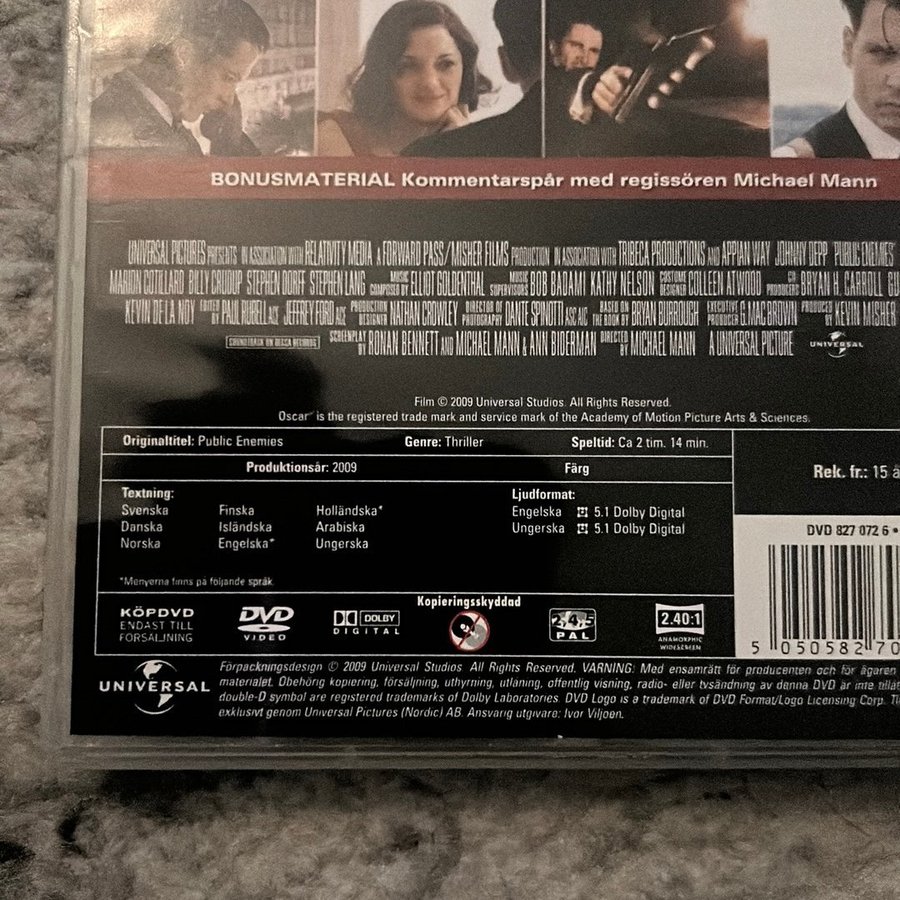 BONUSMATERIAL Kommentarspår med regissören Michael Mann
UNIVERSAL PICTURES PRESENTS IN ASSOCIATION WITH RELATIVITY MEDIA A FORWARD PASS/MISHER FILMS PRODUCTION IN ASSOCIATION WITH TRIBECA PRODUCTIONS AND APPIAN WAY JOHNNY DEPP "PUBLIC ENEMIES"
MARION COTILLARD BILLY CRUDUP STEPHEN DORFF STEPHEN LANG MUSIC COMPOSED BY ELLIOT GOLDENTHAL MUSIC SUPERVISORS BOB BADAMI KATHY NELSON COSTUME DESIGNER COLLEEN ATWOOD CO-PRODUCERS BRYAN H. CARROLL GU
KEVIN DE LA NOY EDITED BY PAUL RUBELL ACE JEFFREY FORD ACE PRODUCTION DESIGNER NATHAN CROWLEY DIRECTOR OF PHOTOGRAPHY DANTE SPINOTTI ASC AIC BASED ON THE BOOK BY BRYAN BURROUGH EXECUTIVE PRODUCER G. MAC BROWN PRODUCED BY KEVIN MISHER
SOUNDTRACK ON DECCA RECORDS SCREENPLAY BY RONAN BENNETT AND MICHAEL MANN & ANN BIDERMAN DIRECTED BY MICHAEL MANN A UNIVERSAL PICTURE UNIVERSAL
Film © 2009 Universal Studios. All Rights Reserved.
Oscar® is the registered trade mark and service mark of the Academy of Motion Picture Arts & Sciences.
Originaltitel: Public Enemies Genre: Thriller Speltid: Ca 2 tim. 14 min.
Produktionsår: 2009 Färg
Rek. fr.: 15 å
Textning: Ljudformat:
Svenska Finska Holländska* Engelska 5.1 Dolby Digital
Danska Isländska Arabiska Ungerska 5.1 Dolby Digital
Norska Engelska* Ungerska
*Menyerna finns på följande språk.
DVD 827 072 6 •
5 050582 70
Kopieringsskyddad
KÖPDVD
ENDAST TILL
FÖRSÄLJNING
DVD
VIDEO
DOLBY
DIGITAL
2,4,5
PAL
2.40:1
ANAMORPHIC
WIDESCREEN
UNIVERSAL
Förpackningsdesign © 2009 Universal Studios. All Rights Reserved. VARNING: Med ensamrätt för producenten och för ägaren
materialet. Obehörig kopiering, försäljning, uthyrning, utlåning, offentlig visning, radio- eller tvsändning av denna DVD är inte tillåt
double-D symbol are registered trademarks of Dolby Laboratories. DVD Logo is a trademark of DVD Format/Logo Licensing Corp. Ti
exklusivt genom Universal Pictures (Nordic) AB. Ansvarig utgivare: Ivor Viljoen.